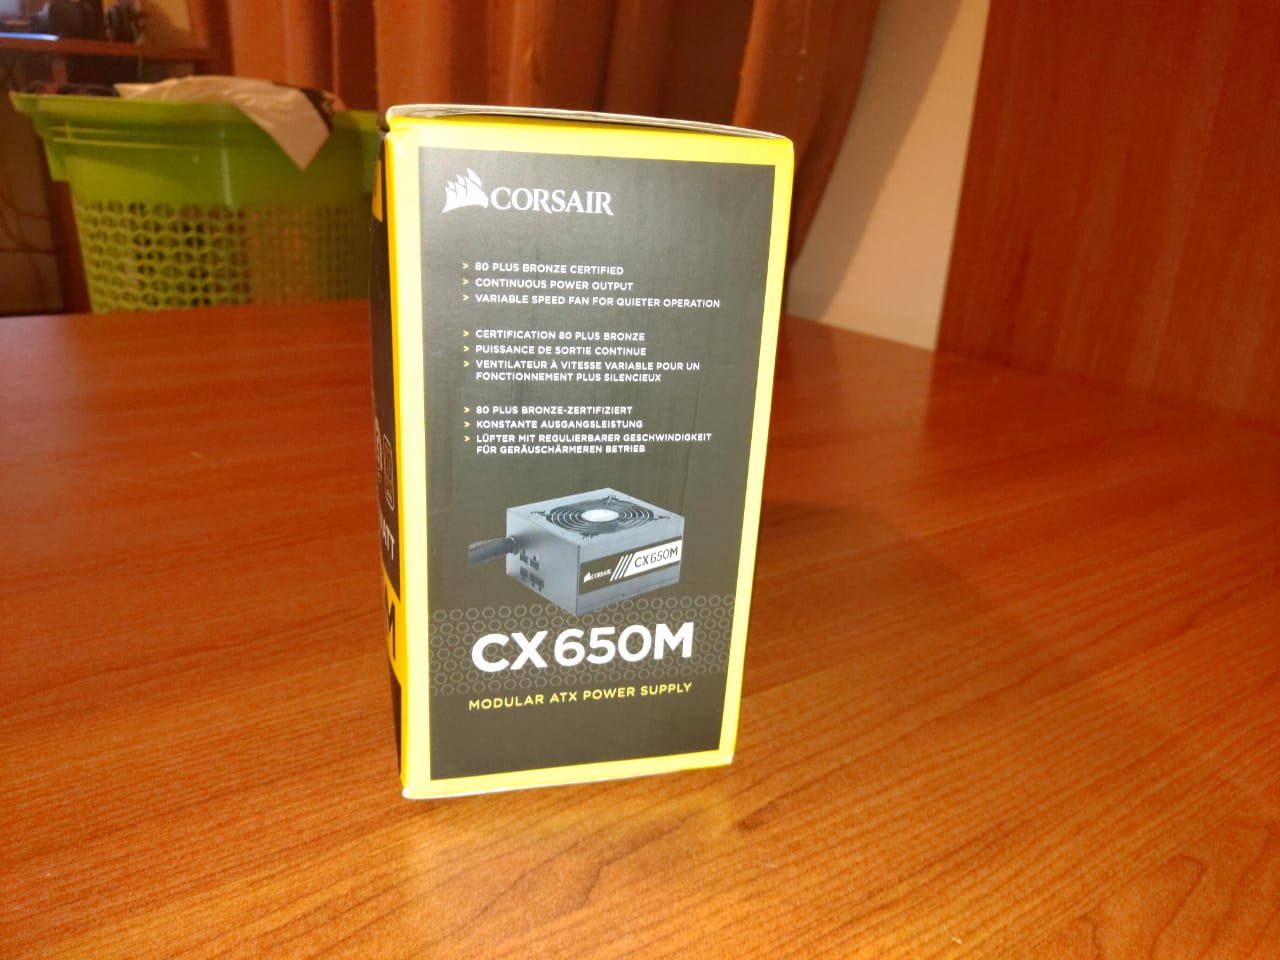 CORSAIR
> 80 PLUS BRONZE CERTIFIED
> CONTINUOUS POWER OUTPUT
> VARIABLE SPEED FAN FOR QUIETER OPERATION
> CERTIFICATION 80 PLUS BRONZE
> PUISSANCE DE SORTIE CONTINUE
> VENTILATEUR À VITESSE VARIABLE POUR UN
FONCTIONNEMENT PLUS SILENCIEUX
> 80 PLUS BRONZE-ZERTIFIZIERT
> KONSTANTE AUSGANGSLEISTUNG
> LÜFTER MIT REGULIERBARER GESCHWINDIGKEIT
FÜR GERÄUSCHÄRMEREN BETRIEB
CORSAIR CX650M
CX650M
MODULAR ATX POWER SUPPLY